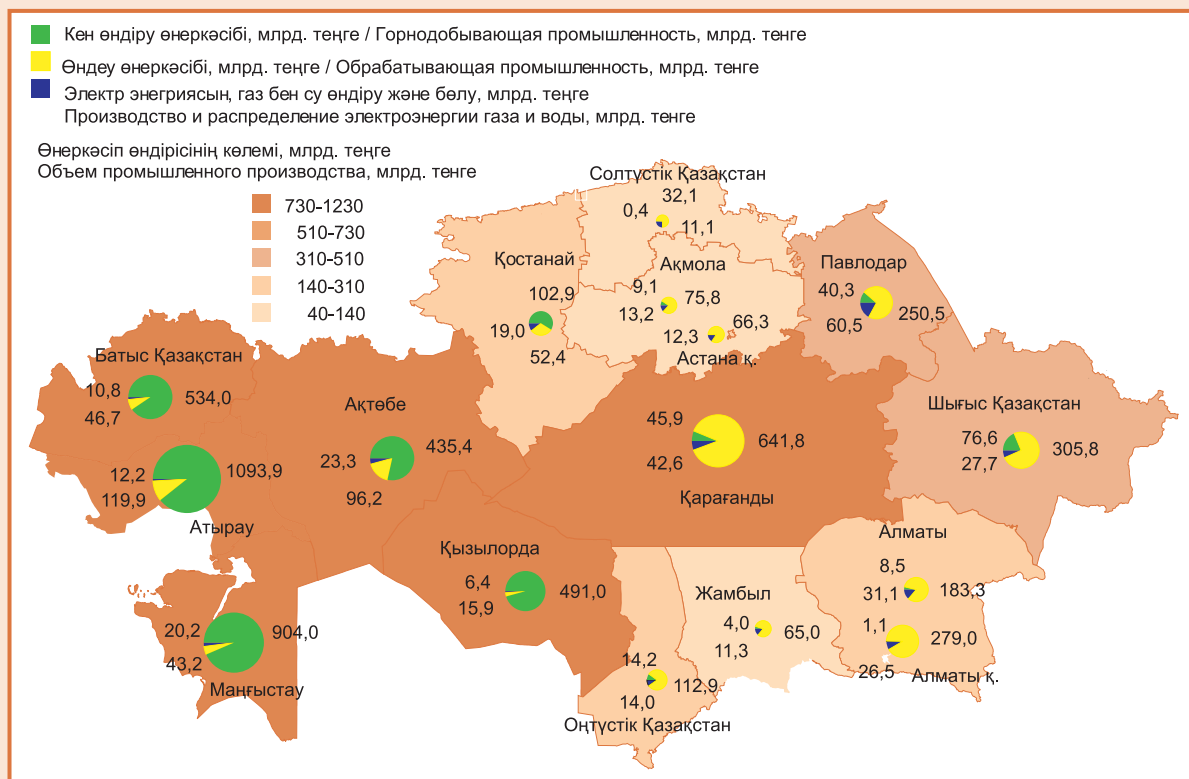 Кен өндіру өнеркәсібі, млрд. теңге / Горнодобывающая промышленность, млрд. тенге
Өндеу өнеркәсібі, млрд. теңге / Обрабатывающая промышленность, млрд. тенге
Электр энегриясын, газ бен су өндіру және бөлу, млрд. теңге
Производство и распределение электроэнергии газа и воды, млрд. тенге
Өнеркәсіп өндірісінің көлемі, млрд. теңге
Объем промышленного производства, млрд. тенге
730-1230
510-730
310-510
140-310
40-140
Солтүстік Қазақстан
32,1
0,4
11,1
Қостанай
102,9
19,0
52,4
Ақмола
9,1
75,8
13,2
66,3
12,3
Астана қ.
Павлодар
40,3
60,5
250,5
Батыс Қазақстан
10,8
534,0
46,7
Ақтөбе
435,4
23,3
96,2
45,9
641,8
42,6
Қарағанды
Шығыс Қазақстан
76,6
305,8
27,7
12,2
1093,9
119,9
Атырау
Қызылорда
6,4
491,0
15,9
Алматы
8,5
31,1
183,3
1,1
279,0
26,5
Алматы қ.
Жамбыл
4,0
65,0
11,3
20,2
904,0
43,2
Маңғыстау
14,2
112,9
14,0
Оңтүстік Қазақстан